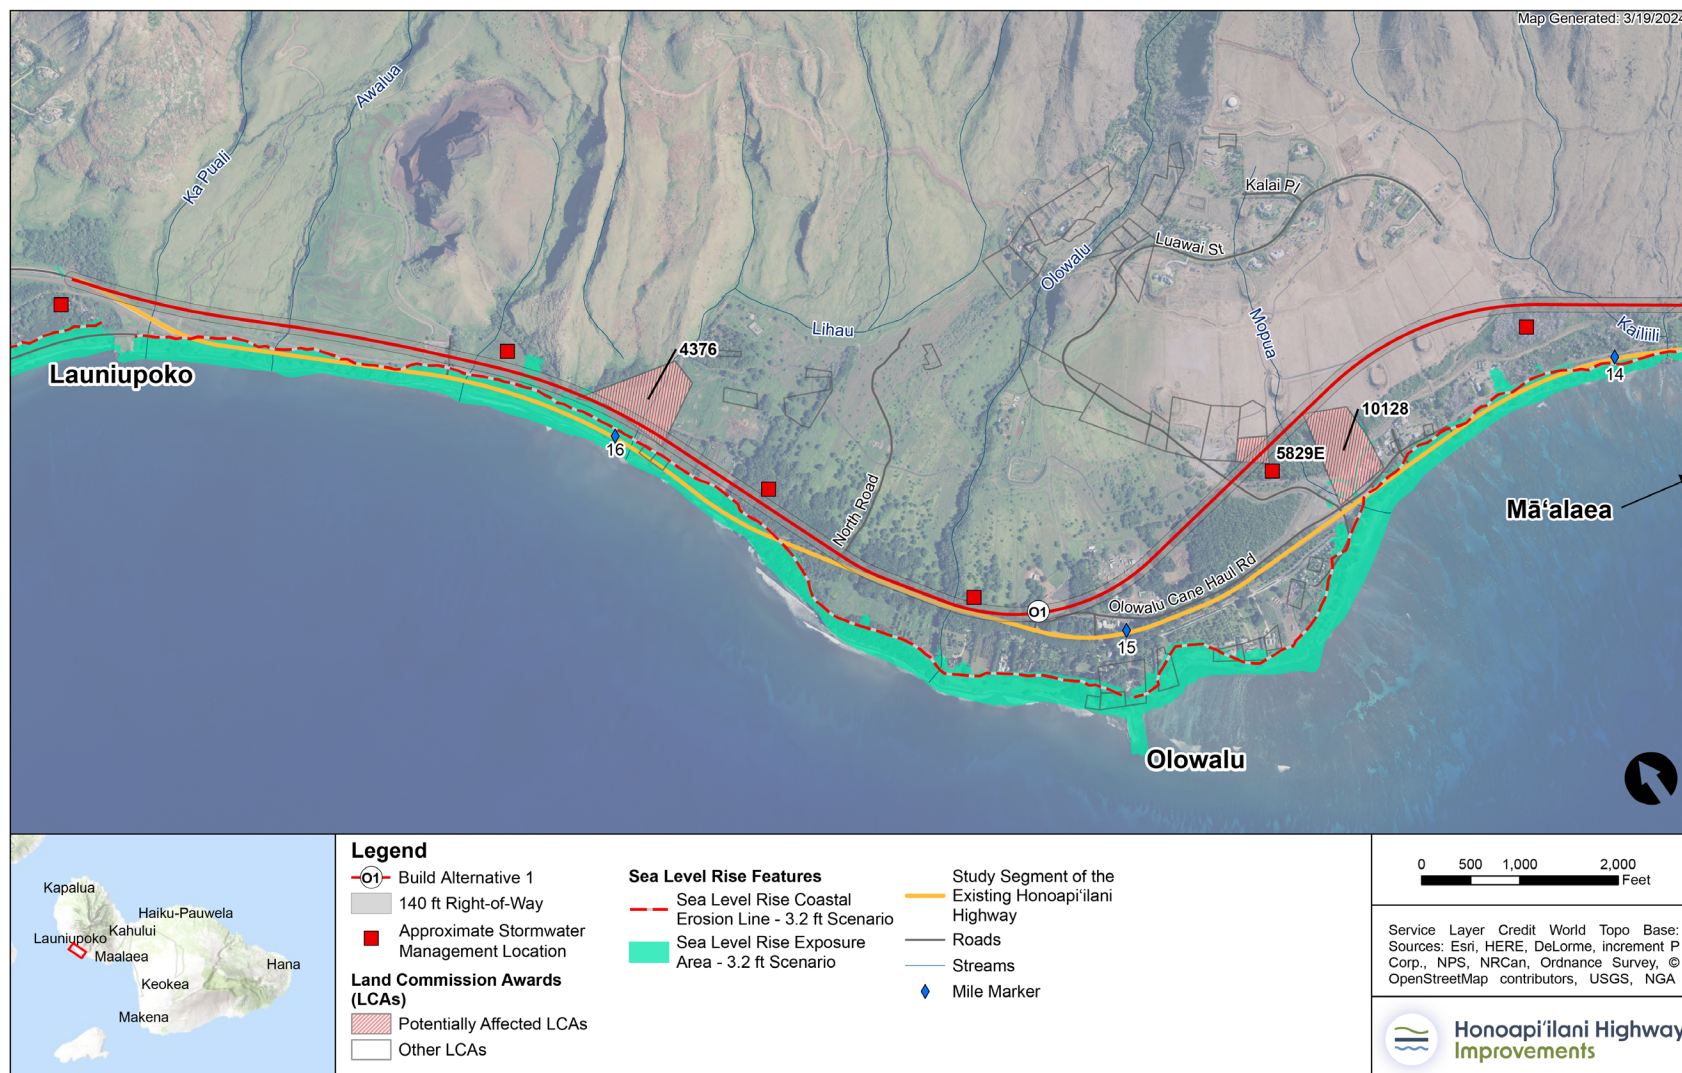 Map Generated: 3/19/2024
Awalua
Ka Puali
Kalai Pl
Luawai St
Olowalu
Mopua
Lihau
Kailiili
4376
Launiupoko
14
10128
16
5829E
Mā‘alaea
North Road
Olowalu Cane Haul Rd
O1
15
Olowalu
Kapalua
Haiku-Pauwela
Kahului
Launiupoko
Maalaea
Hana
Keokea
Makena
Legend
O1 Build Alternative 1
140 ft Right-of-Way
Approximate Stormwater
Management Location
Land Commission Awards
(LCAs)
Potentially Affected LCAs
Other LCAs
Sea Level Rise Features
Sea Level Rise Coastal
Erosion Line - 3.2 ft Scenario
Sea Level Rise Exposure
Area - 3.2 ft Scenario
Study Segment of the
Existing Honoapi‘ilani
Highway
Roads
Streams
Mile Marker
0 500 1,000 2,000
Feet
Service Layer Credit World Topo Base:
Sources: Esri, HERE, DeLorme, increment P
Corp., NPS, NRCan, Ordnance Survey, ©
OpenStreetMap contributors, USGS, NGA
Honoapi‘ilani Highway
Improvements